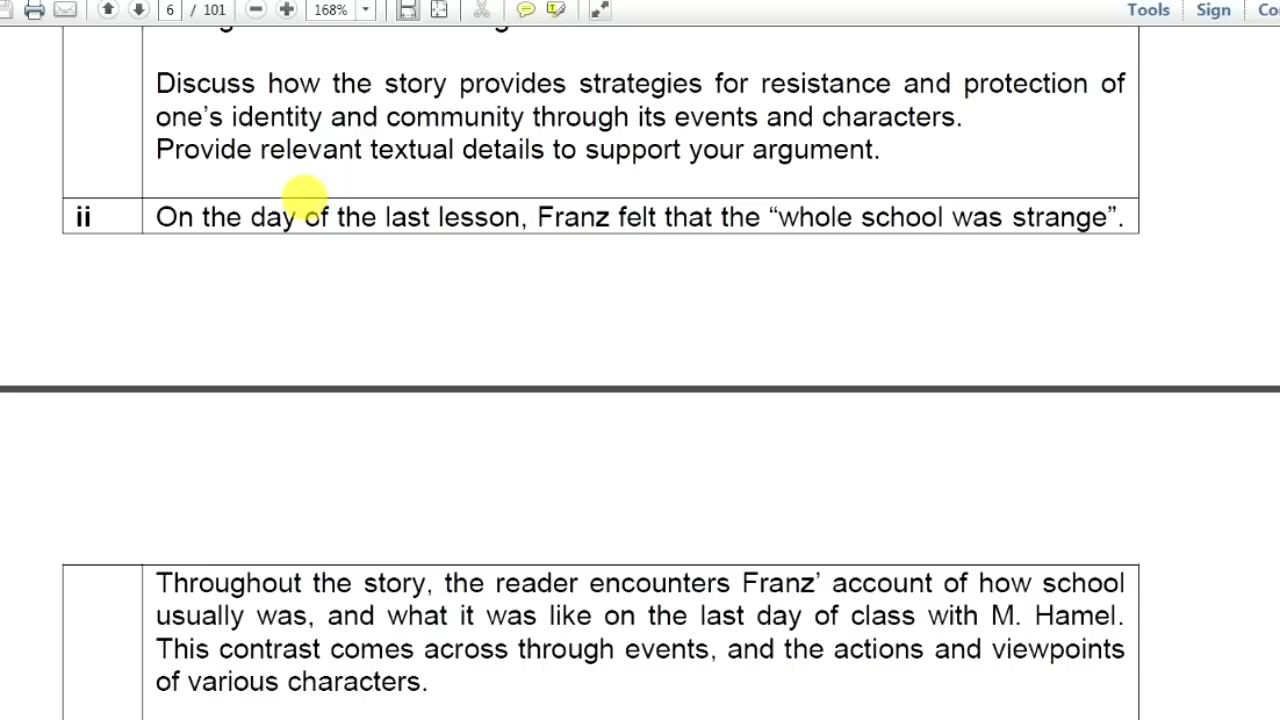 6 / 101
168%
Tools
Sign
Discuss how the story provides strategies for resistance and protection of
one's identity and community through its events and characters.
Provide relevant textual details to support your argument.
ii
On the day of the last lesson, Franz felt that the “whole school was strange”.
Throughout the story, the reader encounters Franz’ account of how school
usually was, and what it was like on the last day of class with M. Hamel.
This contrast comes across through events, and the actions and viewpoints
of various characters.